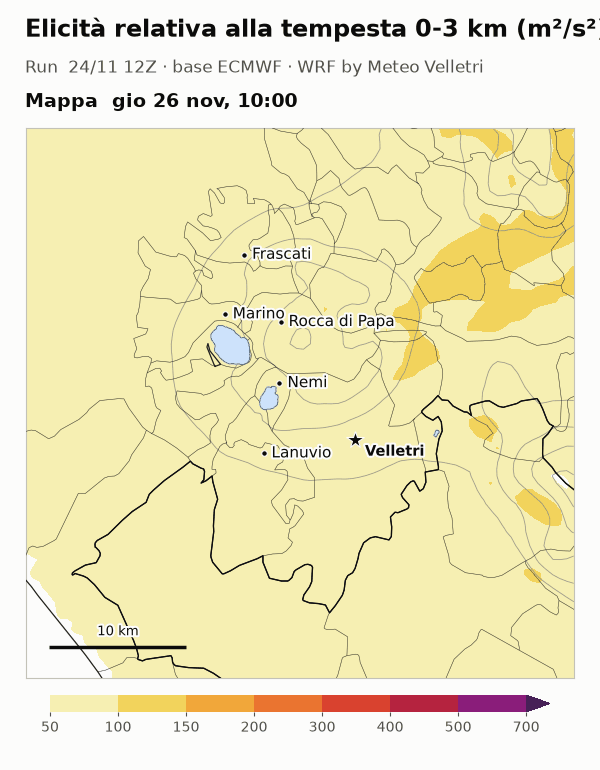 Elicità relativa alla tempesta 0-3 km (m²/s²)
Run 24/11 12Z · base ECMWF · WRF by Meteo Velletri
Mappa gio 26 nov, 10:00
Frascati
Marino
Rocca di Papa
Nemi
Velletri
Lanuvio
10 km
50 100 150 200 300 400 500 700